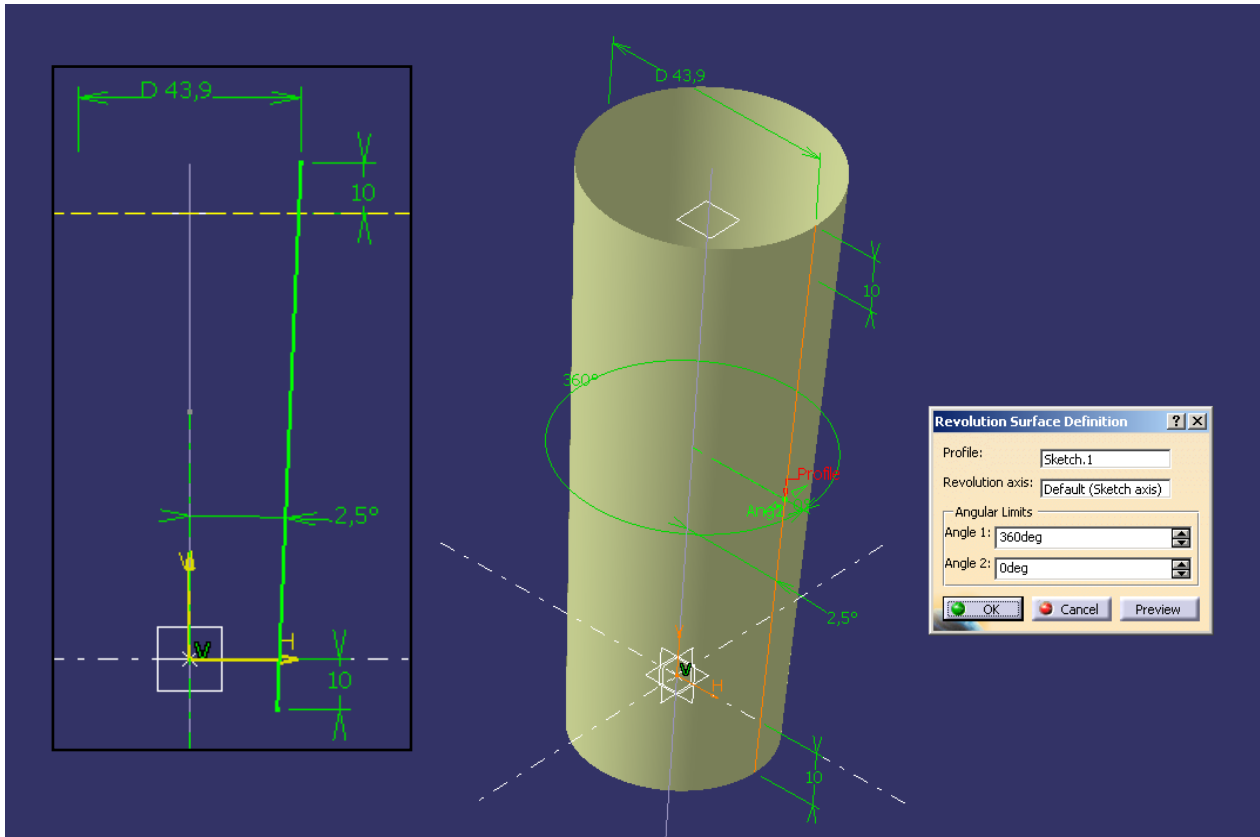 D 43,9
10
2,5°
V
V
H
10
D 43,9
10
360°
Profile
Angle
2,5°
V
V
H
10
Revolution Surface Definition
Profile: Sketch.1
Revolution axis: Default (Sketch axis)
Angular Limits
Angle 1: 360deg
Angle 2: 0deg
OK Cancel Preview